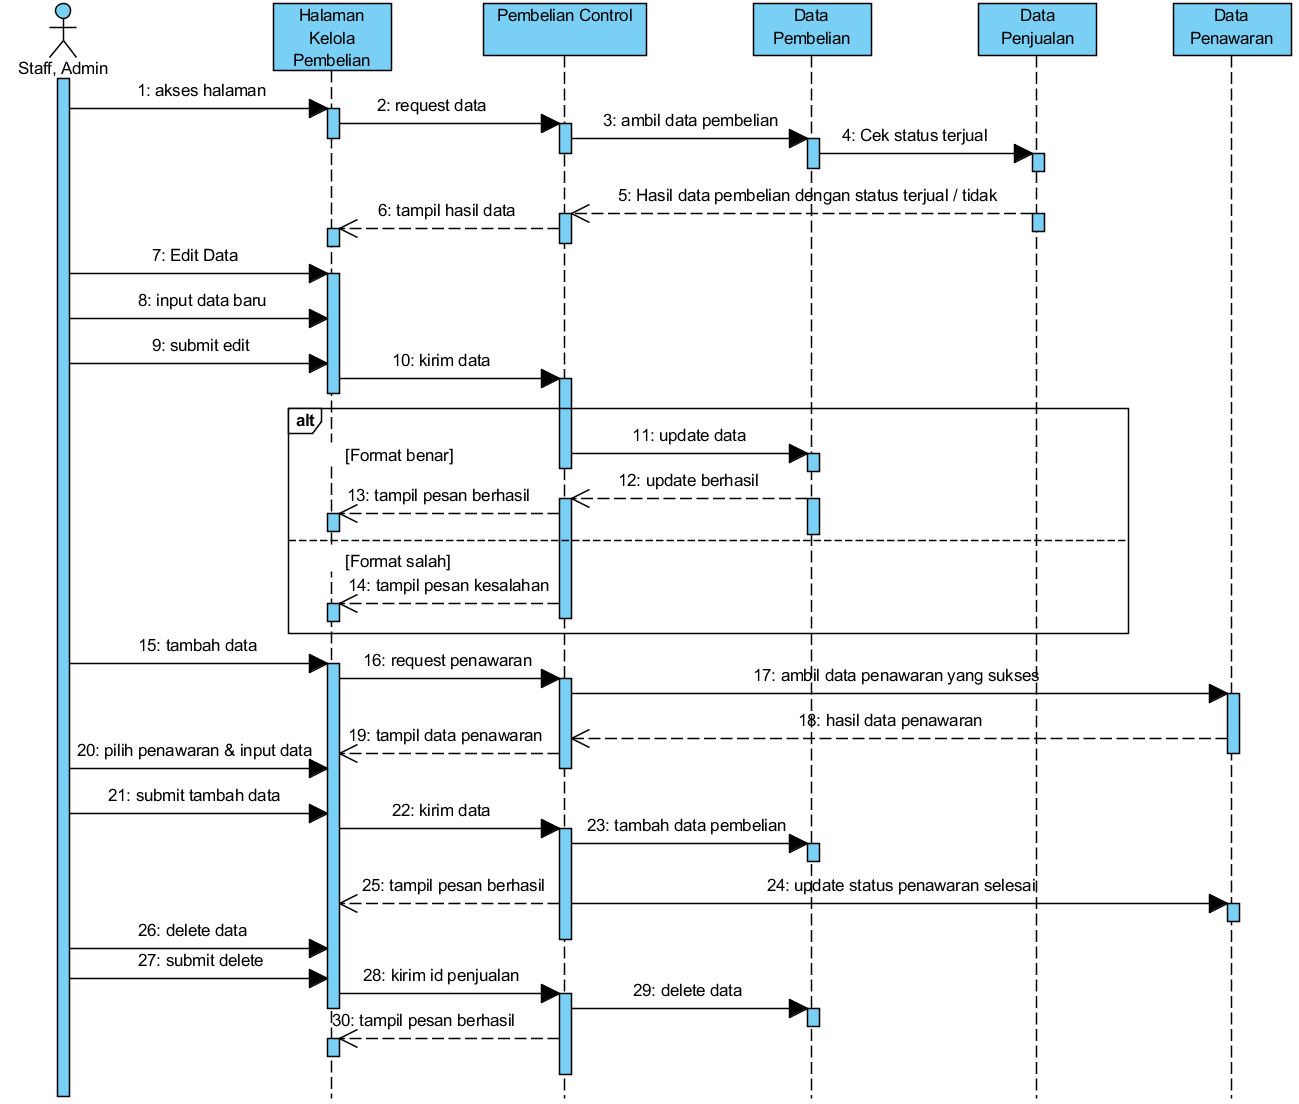 Staff, Admin
Halaman
Kelola
Pembelian
Pembelian Control
Data
Pembelian
Data
Penjualan
Data
Penawaran
1: akses halaman
2: request data
3: ambil data pembelian
4: Cek status terjual
5: Hasil data pembelian dengan status terjual / tidak
6: tampil hasil data
7: Edit Data
8: input data baru
9: submit edit
10: kirim data
alt
11: update data
[Format benar]
12: update berhasil
13: tampil pesan berhasil
[Format salah]
14: tampil pesan kesalahan
15: tambah data
16: request penawaran
17: ambil data penawaran yang sukses
18: hasil data penawaran
19: tampil data penawaran
20: pilih penawaran & input data
21: submit tambah data
22: kirim data
23: tambah data pembelian
24: update status penawaran selesai
25: tampil pesan berhasil
26: delete data
27: submit delete
28: kirim id penjualan
29: delete data
30: tampil pesan berhasil